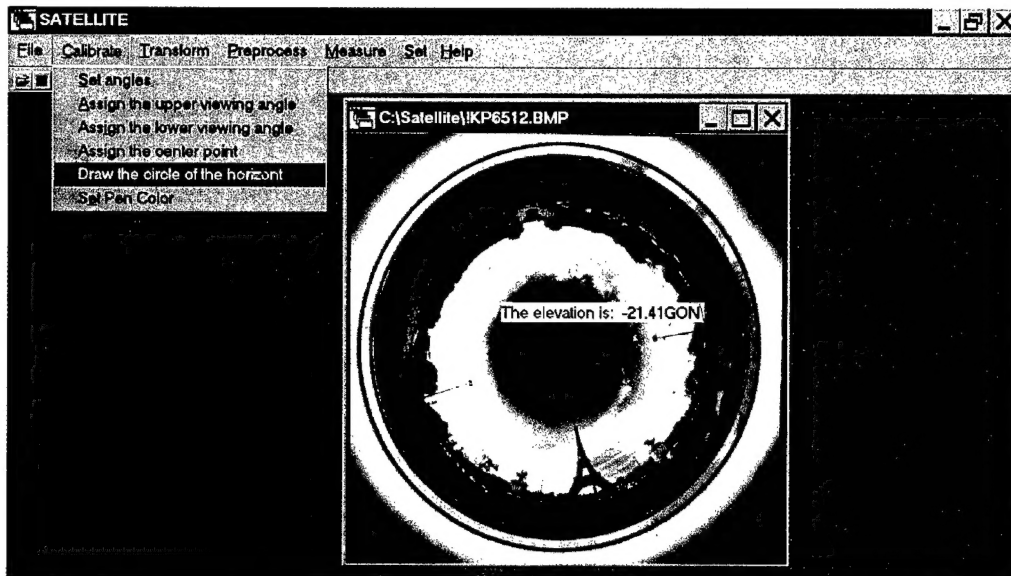 SATELLITE
File Calibrate Transform Preprocess Measure Set Help
Set angles
Assign the upper viewing angle
Assign the lower viewing angle
Assign the center point
Draw the circle of the horizont
Set Pen Color
C:\Satellite\!KP6512.BMP
The elevation is: -21.41GON